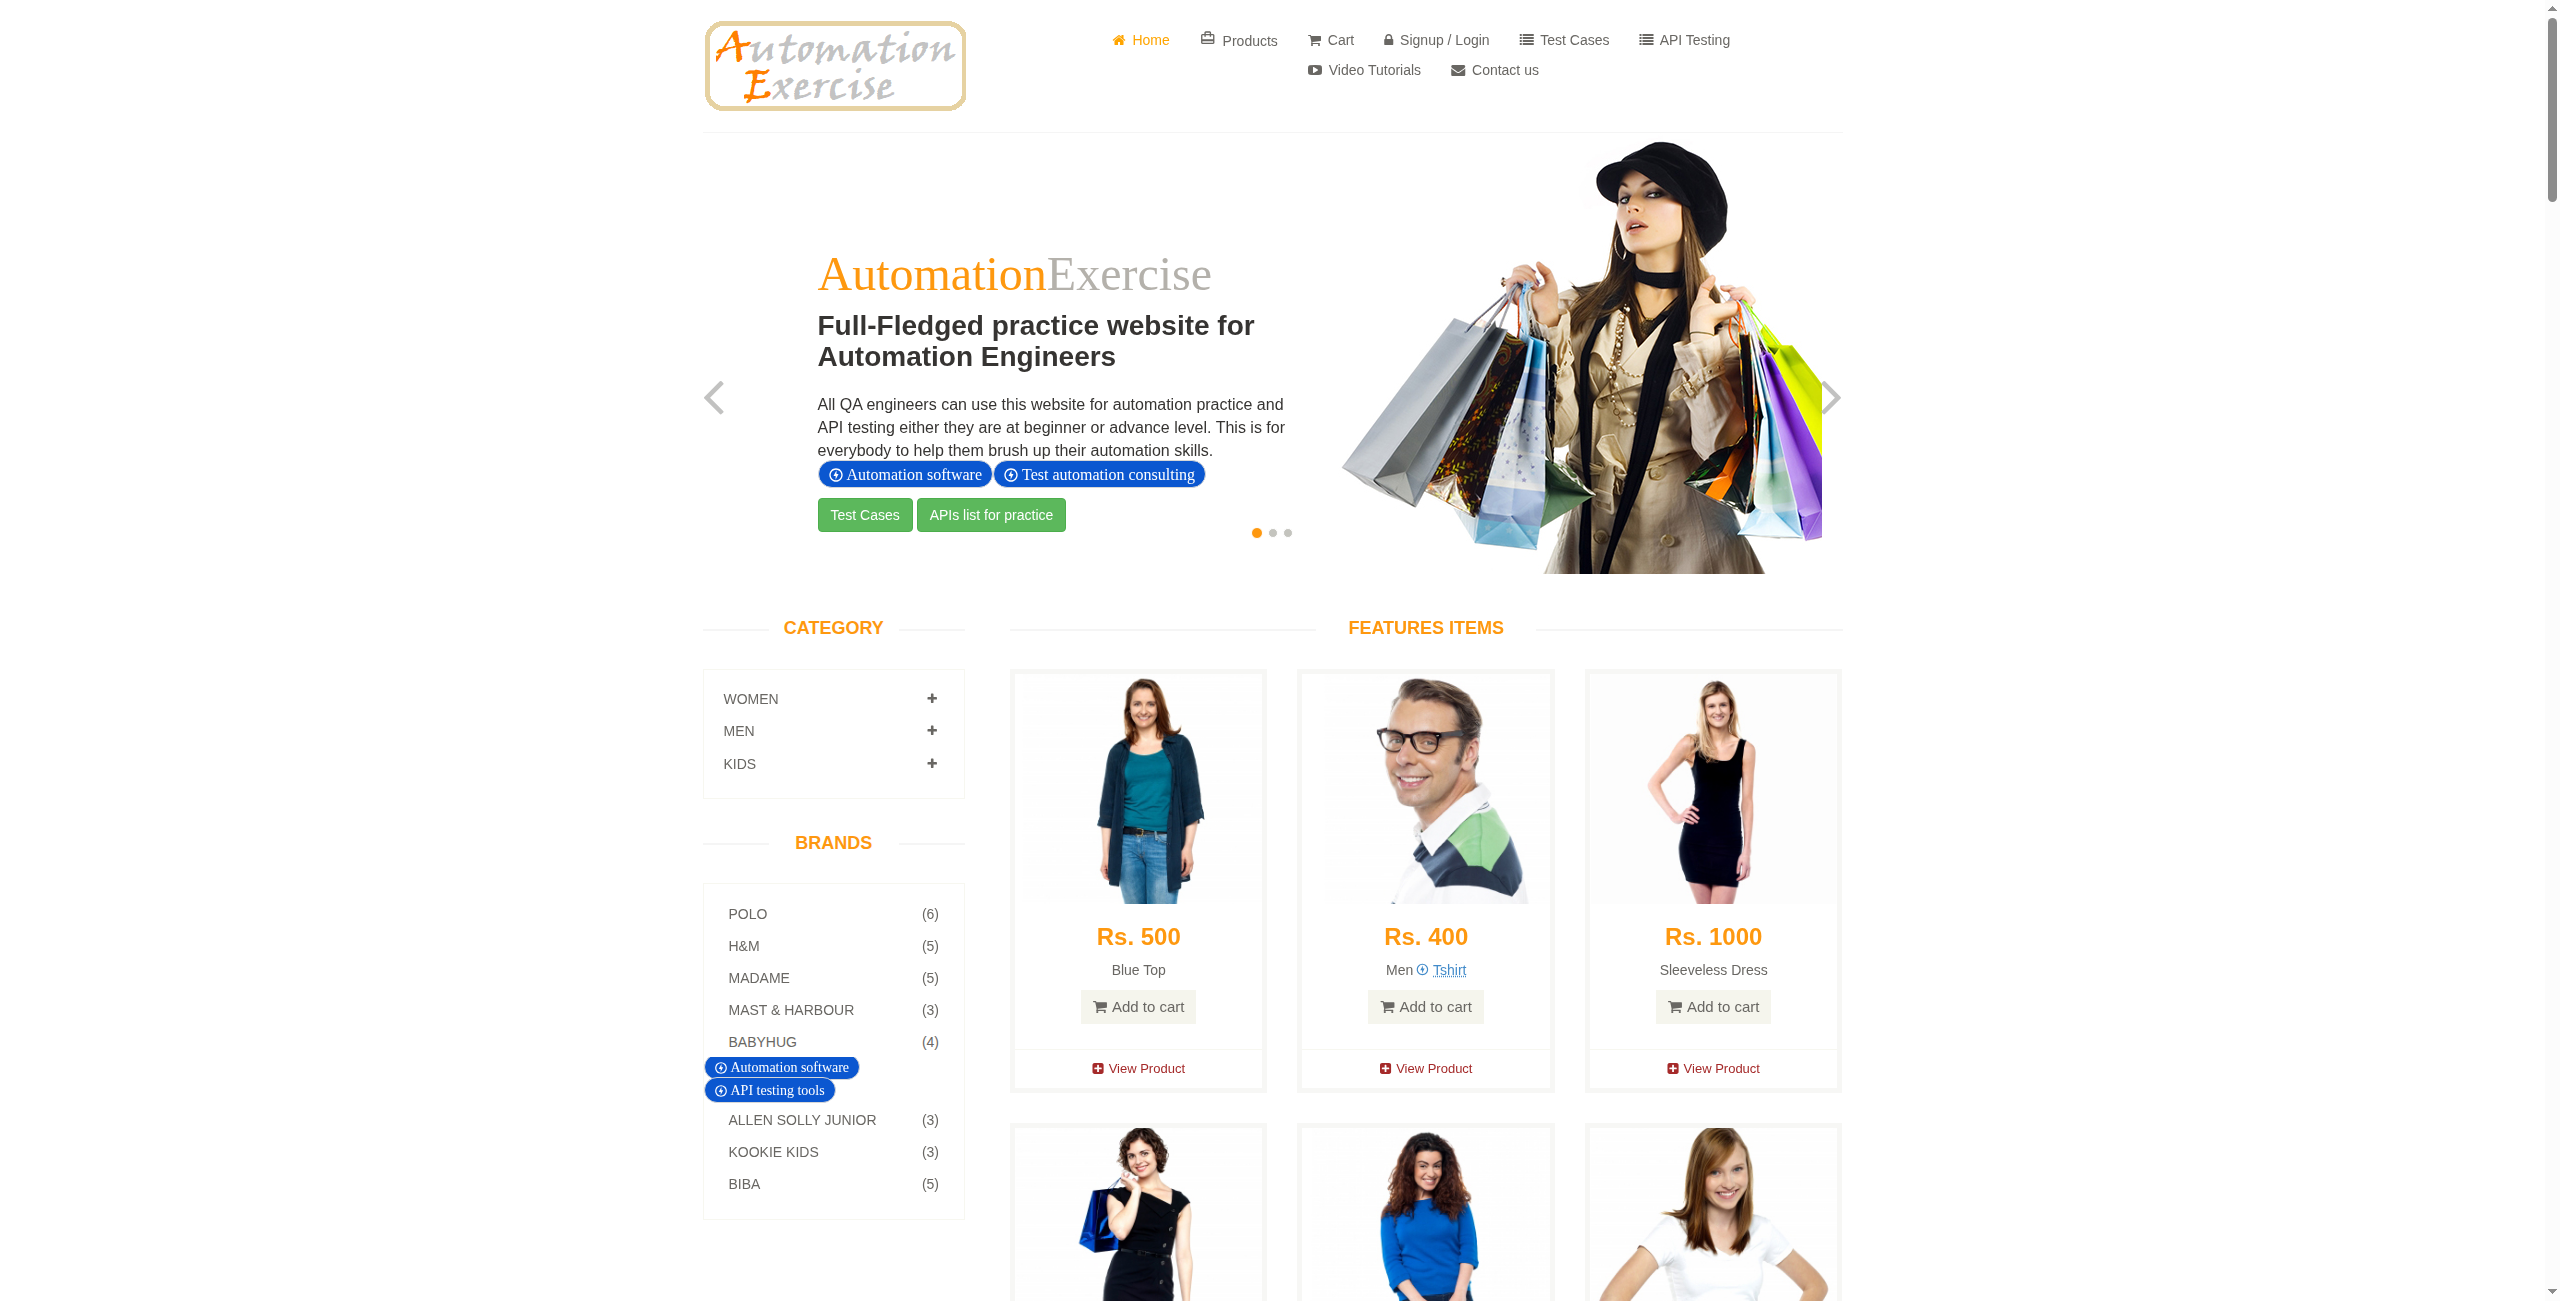 Automation
Exercise
Home
Products
Cart
Signup / Login
Test Cases
API Testing
Video Tutorials
Contact us
AutomationExercise
Full-Fledged practice website for
Automation Engineers
All QA engineers can use this website for automation practice and
API testing either they are at beginner or advance level. This is for
everybody to help them brush up their automation skills.
Automation software
Test automation consulting
Test Cases
APIs list for practice
CATEGORY
WOMEN
MEN
KIDS
BRANDS
POLO (6)
H&M (5)
MADAME (5)
MAST & HARBOUR (3)
BABYHUG (4)
Automation software
API testing tools
ALLEN SOLLY JUNIOR (3)
KOOKIE KIDS (3)
BIBA (5)
FEATURES ITEMS
Rs. 500
Blue Top
Add to cart
View Product
Rs. 400
Men Tshirt
Add to cart
View Product
Rs. 1000
Sleeveless Dress
Add to cart
View Product